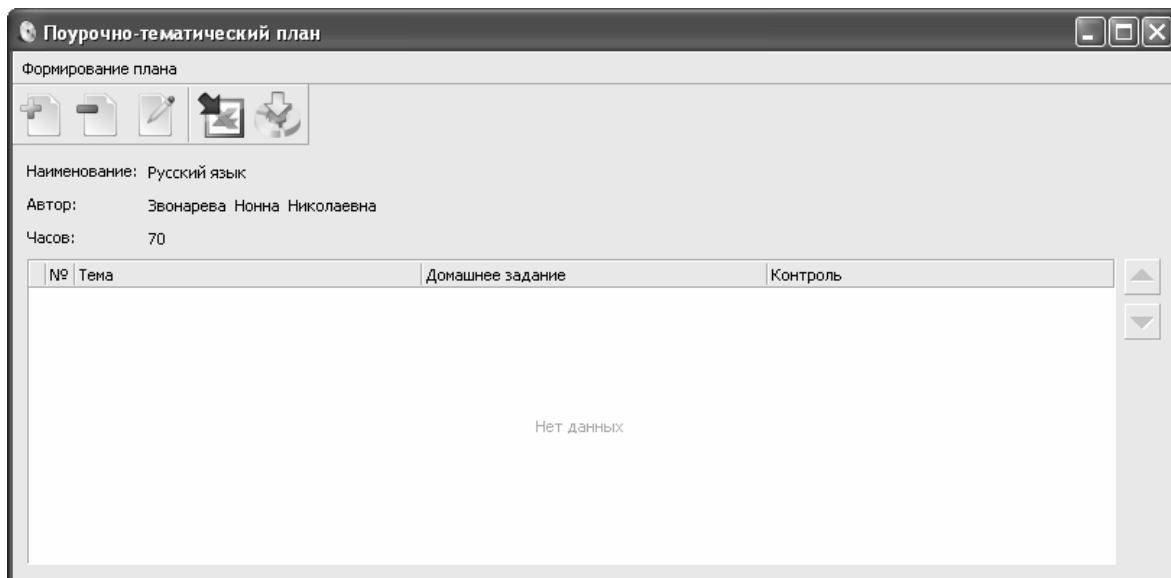 Поурочно-тематический план
Формирование плана
Наименование: Русский язык
Автор: Звонарева Нонна Николаевна
Часов: 70
№ Тема Домашнее задание Контроль
Нет данных